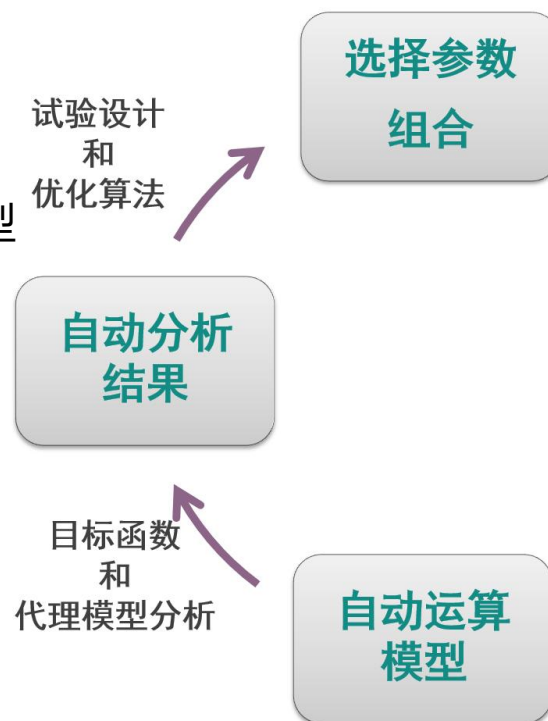 选择参数
组合
试验设计
和
优化算法
型
自动分析
结果
目标函数
和
代理模型分析
自动运算
模型